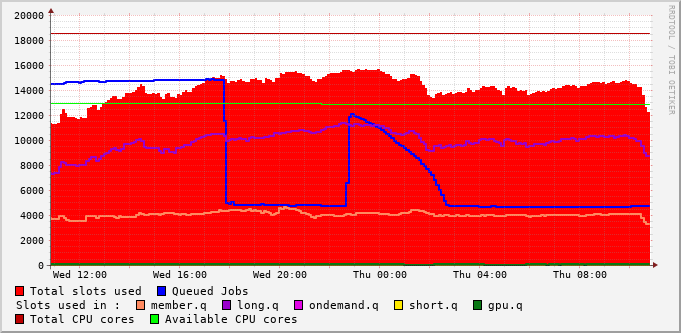 20000
18000
16000
14000
12000
10000
8000
6000
4000
2000
0
Wed 12:00 Wed 16:00 Wed 20:00 Thu 00:00 Thu 04:00 Thu 08:00
Total slots used Queued Jobs
Slots used in : member.q long.q ondemand.q short.q gpu.q
Total CPU cores Available CPU cores
RRDTOOL / TOBI OETIKER